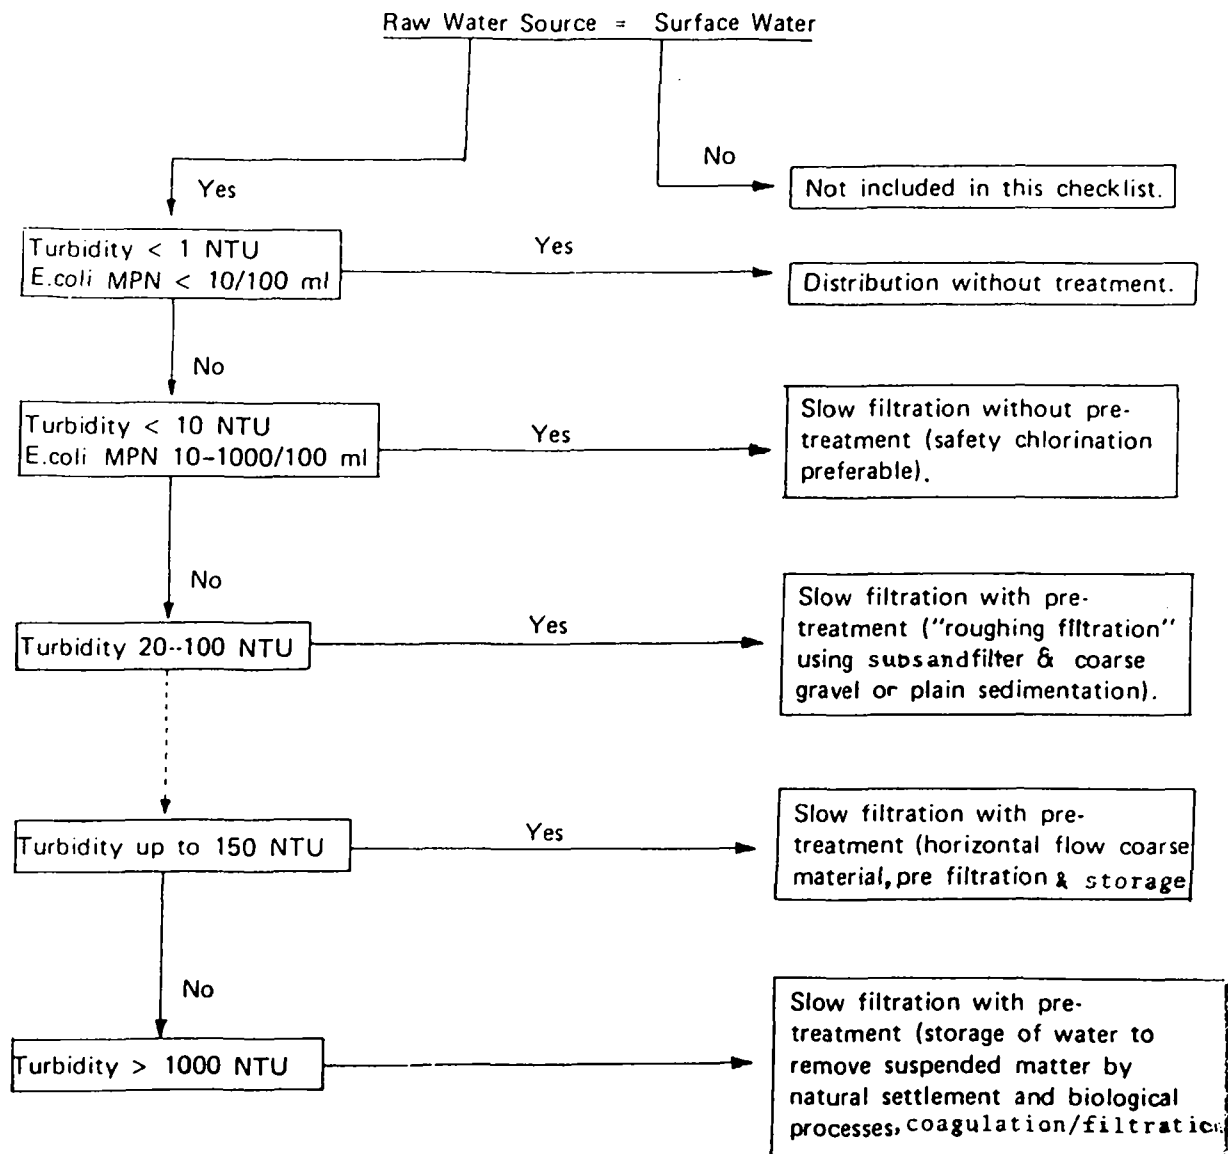 Raw Water Source = Surface Water
No
Not included in this checklist.
Yes
Turbidity < 1 NTU
E.coli MPN < 10/100 ml
Yes
Distribution without treatment.
No
Turbidity < 10 NTU
E.coli MPN 10-1000/100 ml
Yes
Slow filtration without pre-
treatment (safety chlorination
preferable).
No
Turbidity 20--100 NTU
Yes
Slow filtration with pre-
treatment ("roughing filtration"
using subsandfilter & coarse
gravel or plain sedimentation).
Turbidity up to 150 NTU
Yes
Slow filtration with pre-
treatment (horizontal flow coarse
material, pre filtration & storage
No
Turbidity > 1000 NTU
Slow filtration with pre-
treatment (storage of water to
remove suspended matter by
natural settlement and biological
processes, coagulation/filtratic